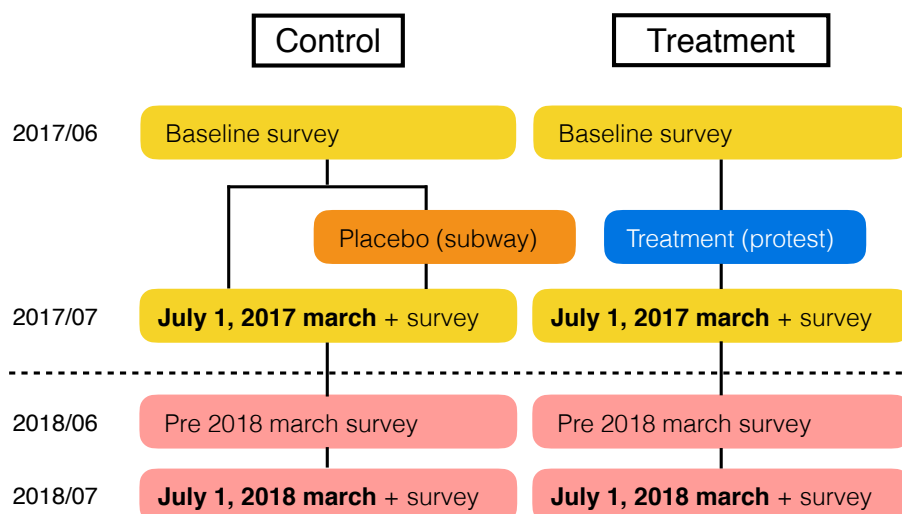 Control Treatment
2017/06 Baseline survey Baseline survey
Placebo (subway) Treatment (protest)
2017/07 July 1, 2017 march + survey July 1, 2017 march + survey
2018/06 Pre 2018 march survey Pre 2018 march survey
2018/07 July 1, 2018 march + survey July 1, 2018 march + survey